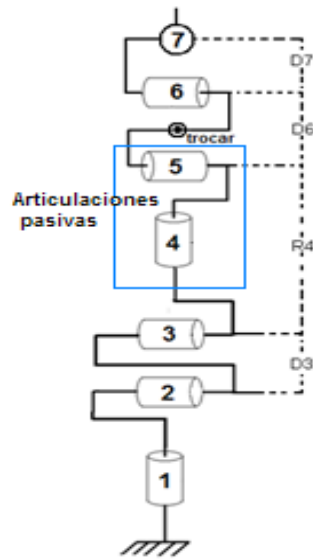 7
D7
6
D6
trocar
5
Articulaciones
pasivas
4
R4
3
D3
2
1